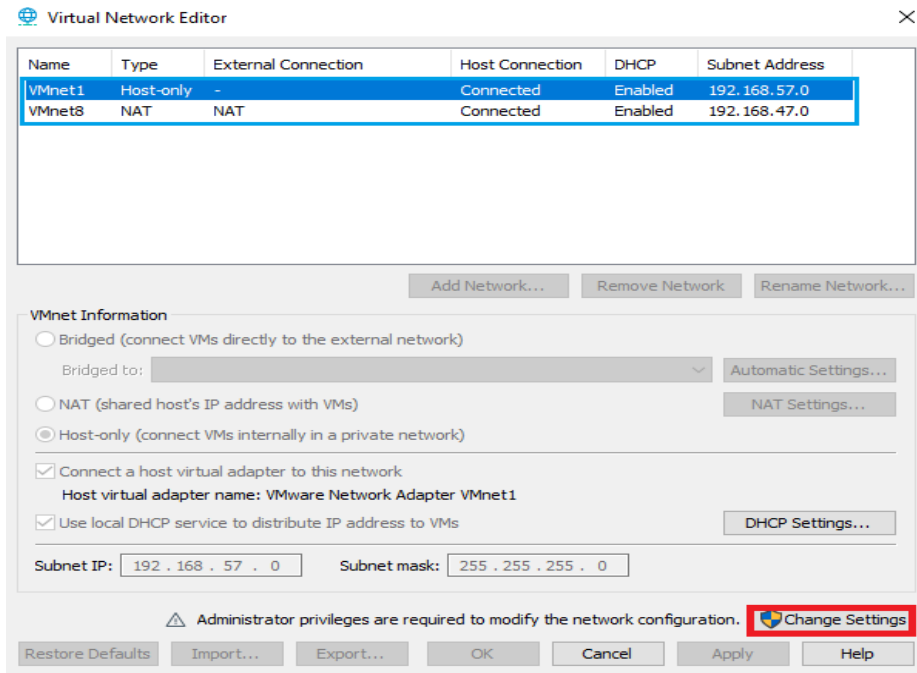 Virtual Network Editor
Name Type External Connection Host Connection DHCP Subnet Address
VMnet1 Host-only - Connected Enabled 192.168.57.0
VMnet8 NAT NAT Connected Enabled 192.168.47.0
Add Network... Remove Network Rename Network...
VMnet Information
Bridged (connect VMs directly to the external network)
Bridged to: Automatic Settings...
NAT (shared host's IP address with VMs) NAT Settings...
Host-only (connect VMs internally in a private network)
Connect a host virtual adapter to this network
Host virtual adapter name: VMware Network Adapter VMnet1
Use local DHCP service to distribute IP address to VMs DHCP Settings...
Subnet IP: 192 . 168 . 57 . 0 Subnet mask: 255 . 255 . 255 . 0
Administrator privileges are required to modify the network configuration. Change Settings
Restore Defaults Import... Export... OK Cancel Apply Help